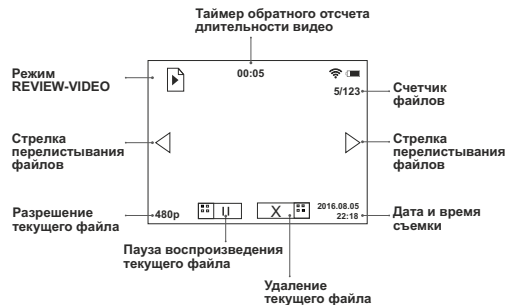 Таймер обратного отсчета
длительности видео
Режим
REVIEW-VIDEO
00:05
5/123
Счетчик
файлов
Стрелка
перелистывания
файлов
Стрелка
перелистывания
файлов
Разрешение
текущего файла
480p
II
X
2016.08.05
22:18
Дата и время
съемки
Пауза воспроизведения
текущего файла
Удаление
текущего файла